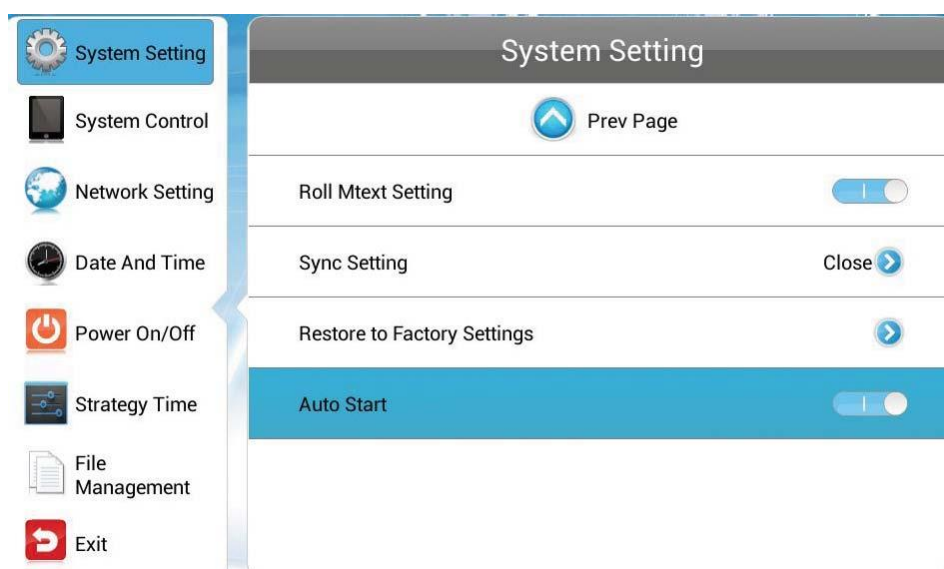 System Setting
System Control
Network Setting
Date And Time
Power On/Off
Strategy Time
File
Management
Exit
System Setting
Prev Page
Roll Mtext Setting
Sync Setting Close
Restore to Factory Settings
Auto Start